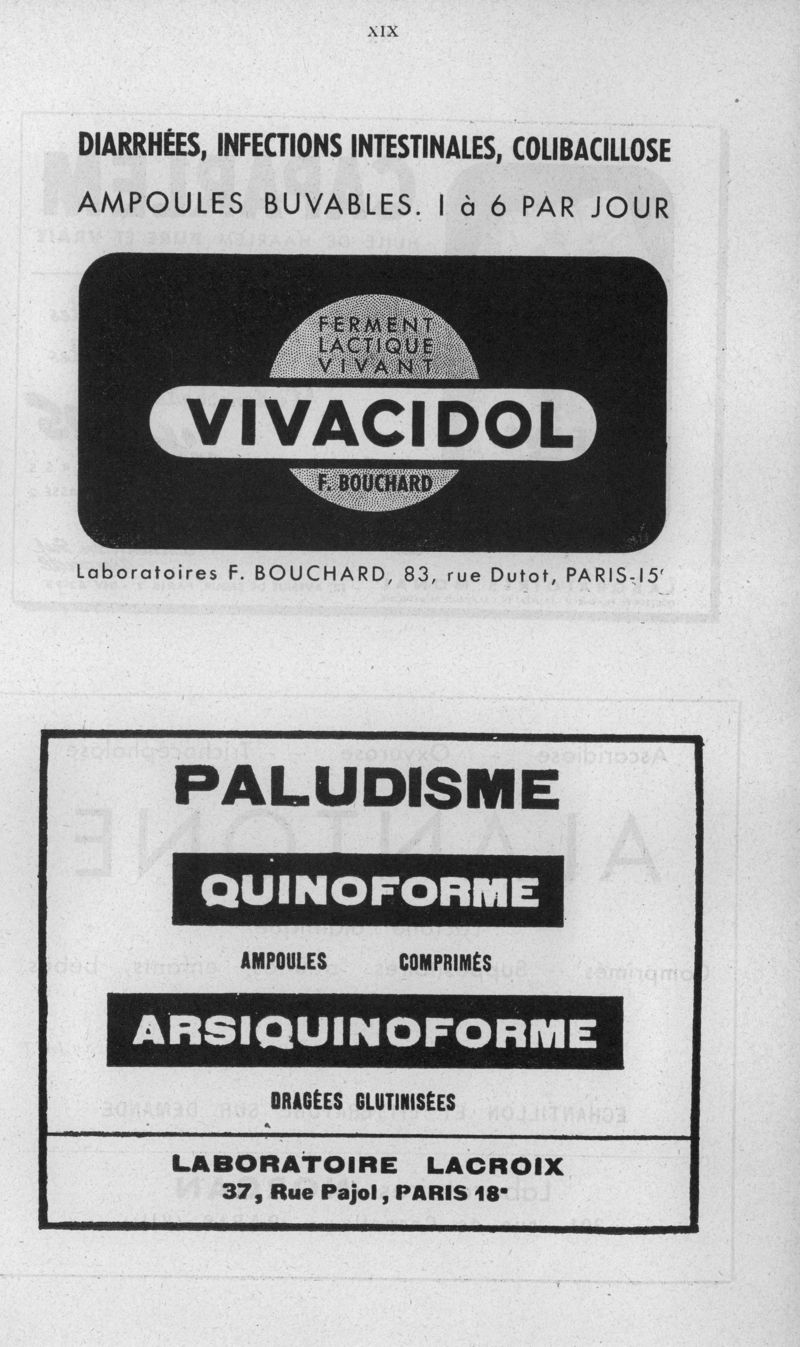 XIX
DIARRHÉES, INFECTIONS INTESTINALES, COLIBACILLOSE
AMPOULES BUVABLES. 1 à 6 PAR JOUR
FERMENT
LACTIQUE
VIVANT
VIVACIDOL
F. BOUCHARD
Laboratoires F. BOUCHARD, 83, rue Dutot, PARIS-15ᵉ
PALUDISME
QUINOFORME
AMPOULES COMPRIMÉS
ARSIQUINOFORME
DRAGÉES GLUTINISÉES
LABORATOIRE LACROIX
37, Rue Pajol, PARIS 18ᵉ